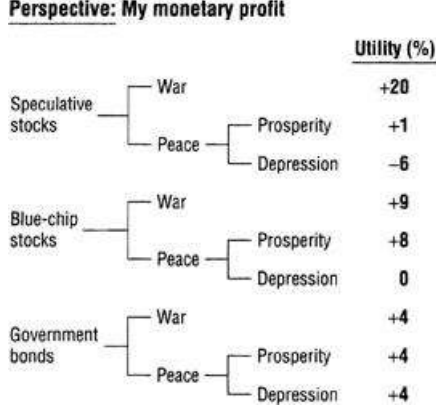 Perspective: My monetary profit
Utility (%)
War +20
Speculative
stocks
Prosperity +1
Peace
Depression –6
War +9
Blue-chip
stocks
Prosperity +8
Peace
Depression 0
War +4
Government
bonds
Prosperity +4
Peace
Depression +4